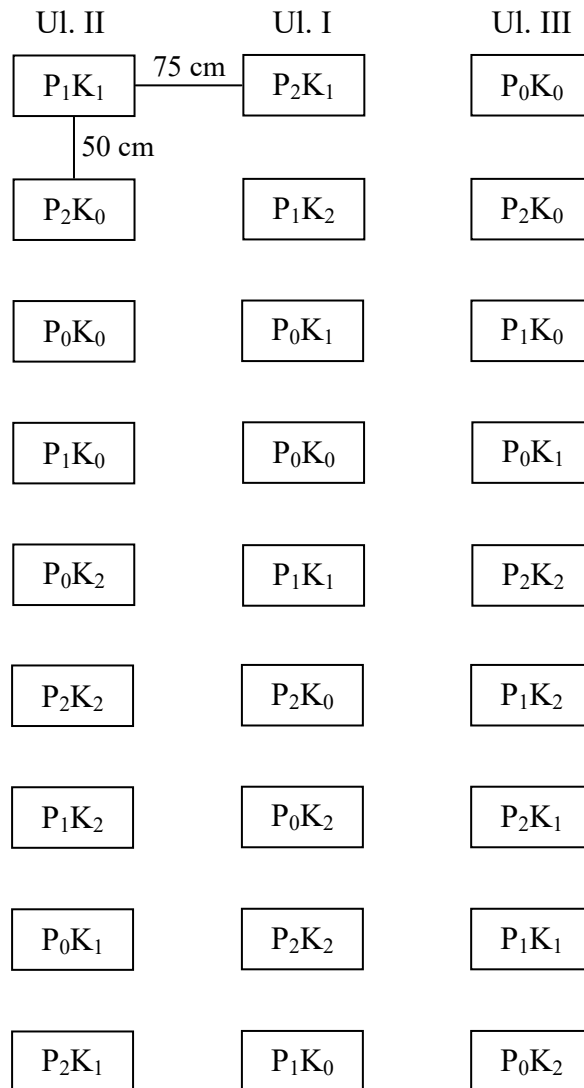 Ul. II Ul. I Ul. III
P₁K₁ 75 cm P₂K₁ P₀K₀
50 cm
P₂K₀ P₁K₂ P₂K₀
P₀K₀ P₀K₁ P₁K₀
P₁K₀ P₀K₀ P₀K₁
P₀K₂ P₁K₁ P₂K₂
P₂K₂ P₂K₀ P₁K₂
P₁K₂ P₀K₂ P₂K₁
P₀K₁ P₂K₂ P₁K₁
P₂K₁ P₁K₀ P₀K₂